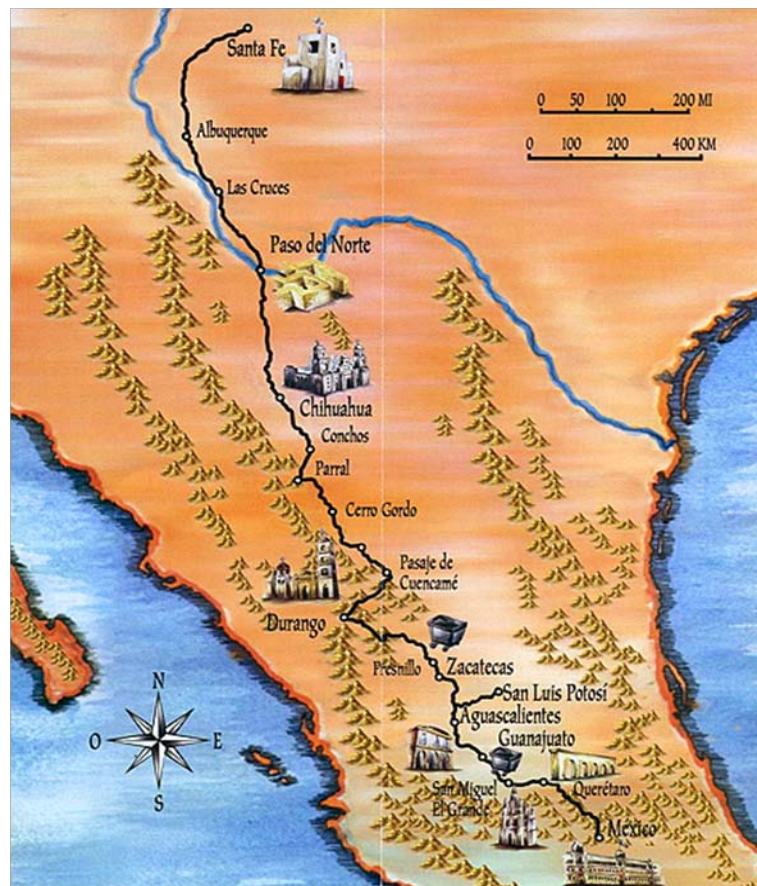 Santa Fe
0 50 100 200 MI
Albuquerque
0 100 200 400 KM
Las Cruces
Paso del Norte
Chihuahua
Conchos
Parral
Cerro Gordo
Pasaje de
Cuencamé
Durango
Presnillo
Zacatecas
San Luis Potosí
Aguascalientes
Guanajuato
N
O E
S
San Miguel
El Grande
Querétaro
México